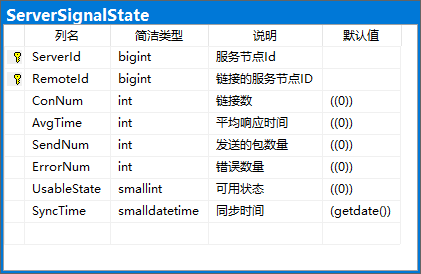 ServerSignalState
列名 简洁类型 说明 默认值
ServerId bigint 服务节点Id
RemoteId bigint 链接的服务节点ID
ConNum int 链接数 ((0))
AvgTime int 平均响应时间 ((0))
SendNum int 发送的包数量 ((0))
ErrorNum int 错误数量 ((0))
UsableState smallint 可用状态 ((0))
SyncTime smalldatetime 同步时间 (getdate())